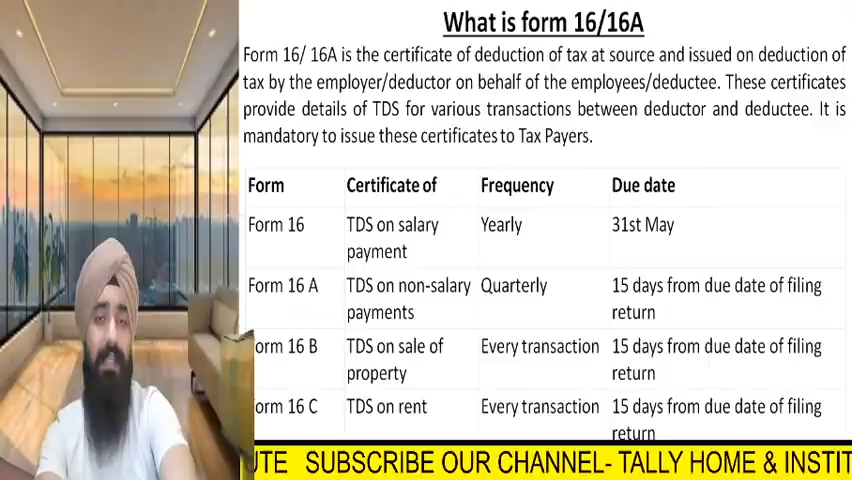 What is form 16/16A
Form 16/ 16A is the certificate of deduction of tax at source and issued on deduction of
tax by the employer/deductor on behalf of the employees/deductee. These certificates
provide details of TDS for various transactions between deductor and deductee. It is
mandatory to issue these certificates to Tax Payers.
Form Certificate of Frequency Due date
Form 16 TDS on salary Yearly 31st May
payment
Form 16 A TDS on non-salary Quarterly 15 days from due date of filing
payments return
orm 16 B TDS on sale of Every transaction 15 days from due date of filing
property return
orm 16 C TDS on rent Every transaction 15 days from due date of filing
return
UTE SUBSCRIBE OUR CHANNEL- TALLY HOME & INSTIT